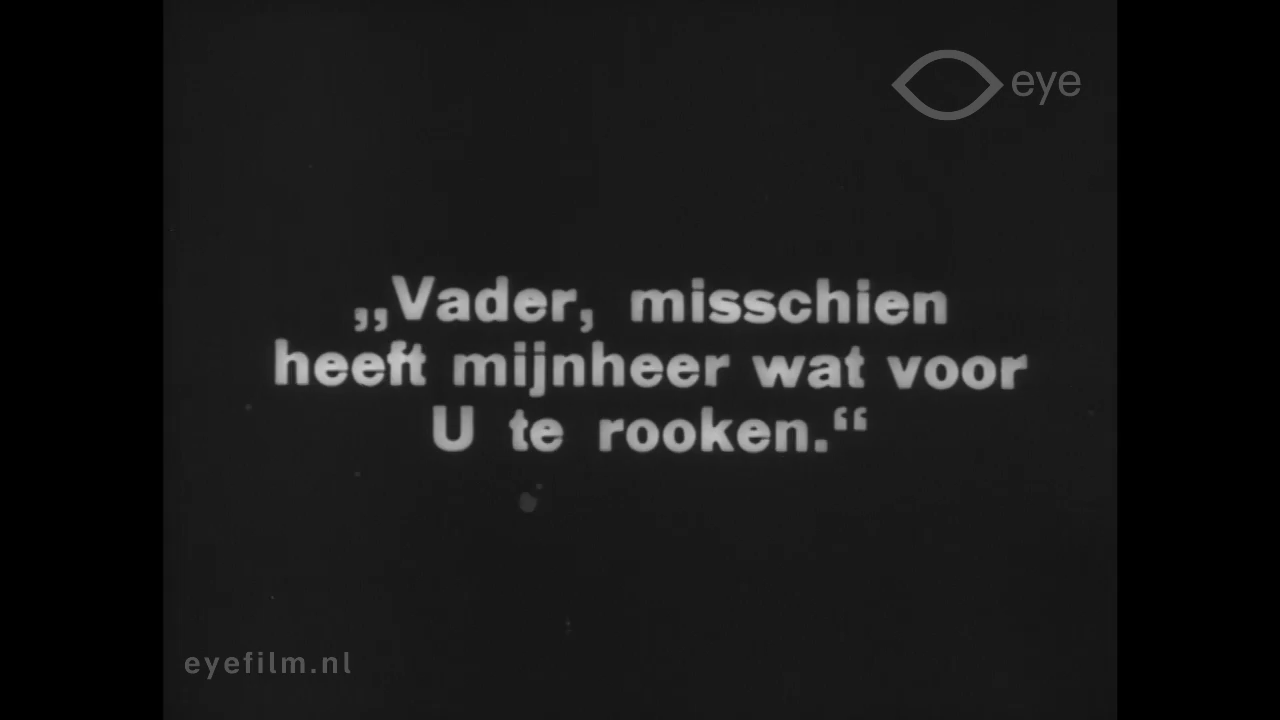 eye
„Vader, misschien
heeft mijnheer wat voor
U te rooken.“
eyefilm.nl